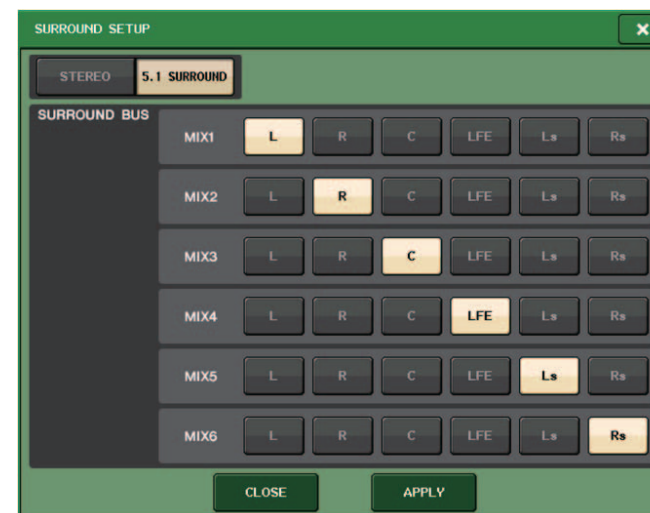 SURROUND SETUP ×
STEREO 5.1 SURROUND
SURROUND BUS
MIX1 L R C LFE Ls Rs
MIX2 L R C LFE Ls Rs
MIX3 L R C LFE Ls Rs
MIX4 L R C LFE Ls Rs
MIX5 L R C LFE Ls Rs
MIX6 L R C LFE Ls Rs
CLOSE APPLY